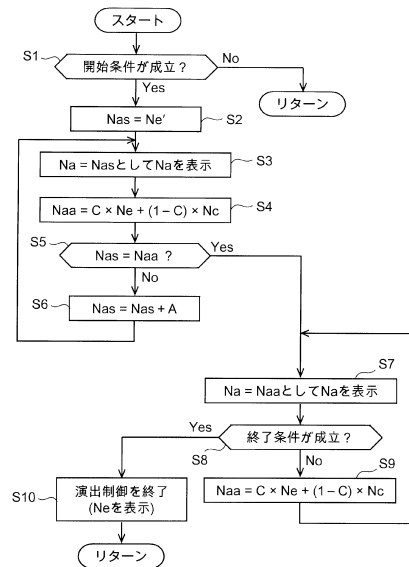 スタート
S1
開始条件が成立？
No
Yes
リターン
Nas = Ne′
S2
Na = NasとしてNaを表示
S3
Naa = C × Ne + (1 − C) × Nc
S4
S5
Nas = Naa ？
Yes
No
S6
Nas = Nas + A
S7
Na = NaaとしてNaを表示
Yes
終了条件が成立？
S8
No
S9
S10
演出制御を終了
(Neを表示)
Naa = C × Ne + (1 − C) × Nc
リターン